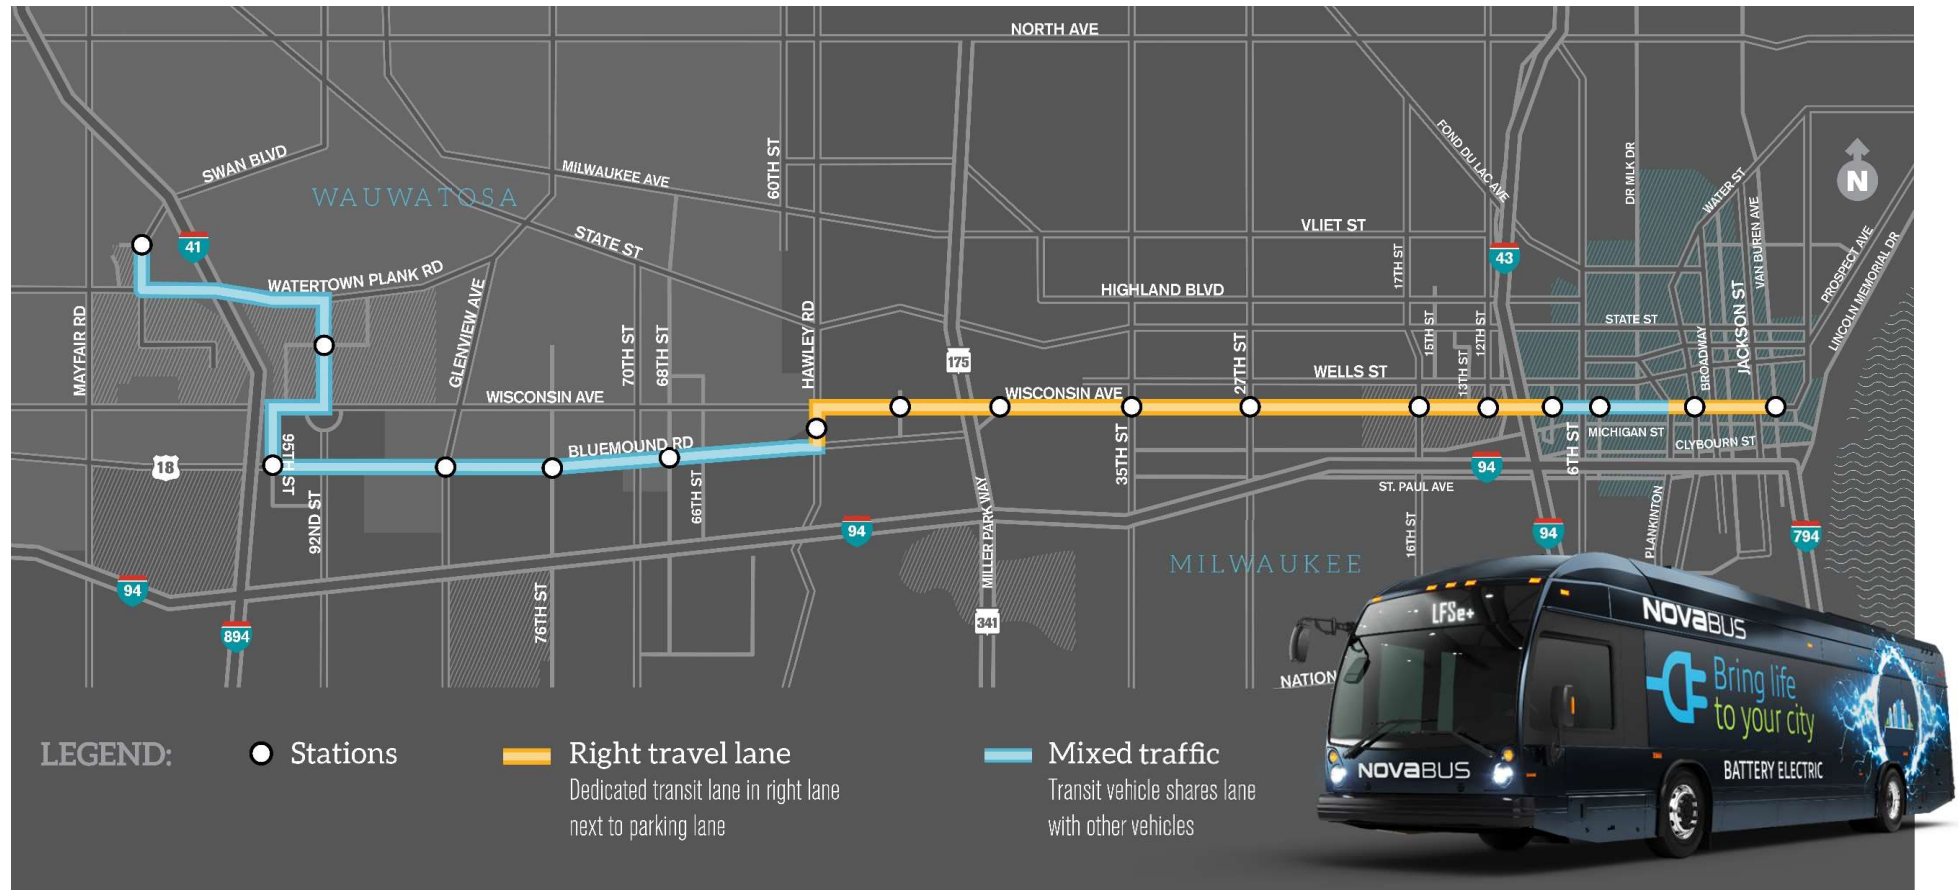 NORTH AVE
SWAN BLVD
WAUWATOSA
MILWAUKEE AVE
60TH ST
STATE ST
FOND DU LAC AVE
DR MLK DR
WATER ST
N
VLIET ST
VAN BUREN AVE
PROSPECT AVE
LINCOLN MEMORIAL DR
41
43
17TH ST
WATERTOWN PLANK RD
HIGHLAND BLVD
MAYFAIR RD
GLENVIEW AVE
70TH ST
68TH ST
HAWLEY RD
175
27TH ST
15TH ST
13TH ST
12TH ST
STATE ST
BROADWAY
JACKSON ST
WELLS ST
WISCONSIN AVE
WISCONSIN AVE
35TH ST
6TH ST
MICHIGAN ST
CLYBOURN ST
BLUEMOUND RD
18
95TH ST
92ND ST
66TH ST
94
ST. PAUL AVE
16TH ST
PLANKINTON
94
94
794
MILLER PARK WAY
MILWAUKEE
94
894
76TH ST
341
NATION
LFSe+
NOVABUS
Bring life
to your city
NOVABUS
BATTERY ELECTRIC
LEGEND:
Stations
Right travel lane
Dedicated transit lane in right lane
next to parking lane
Mixed traffic
Transit vehicle shares lane
with other vehicles